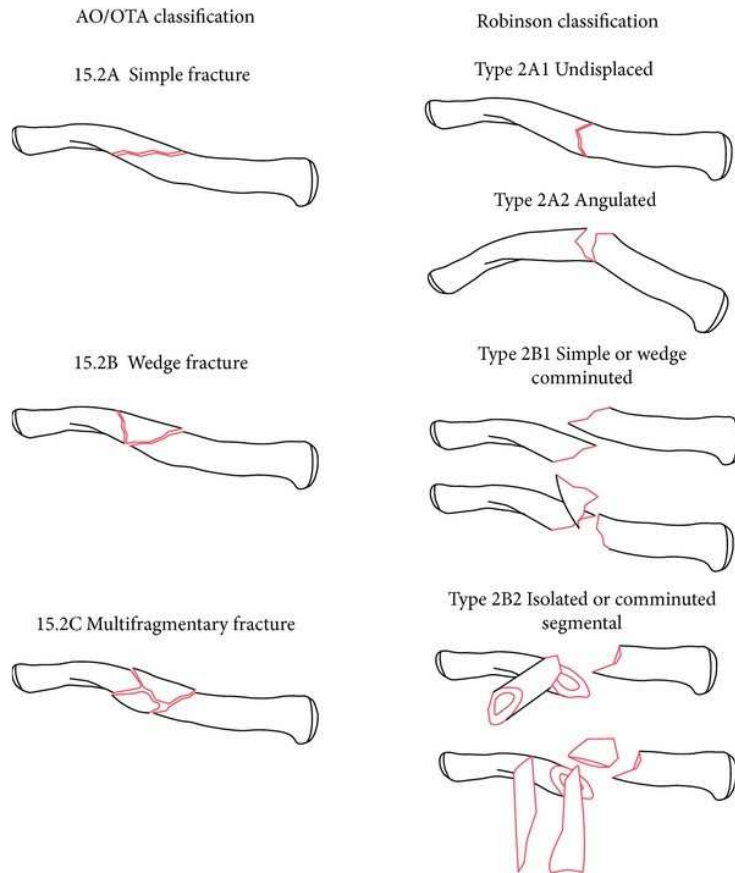 AO/OTA classification
15.2A Simple fracture
15.2B Wedge fracture
15.2C Multifragmentary fracture
Robinson classification
Type 2A1 Undisplaced
Type 2A2 Angulated
Type 2B1 Simple or wedge
comminuted
Type 2B2 Isolated or comminuted
segmental